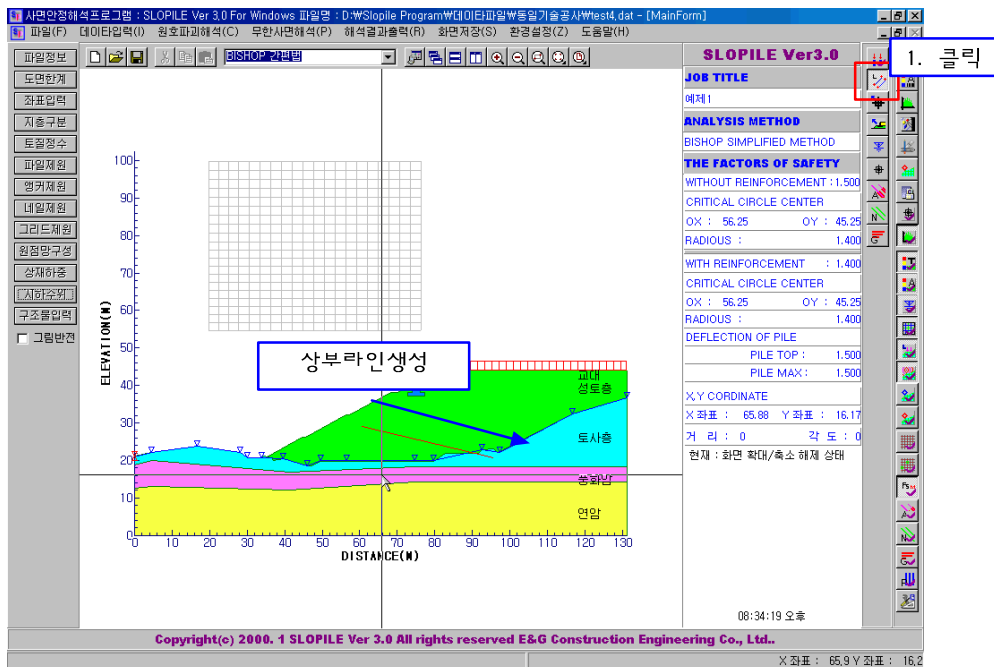 사면안정해석프로그램 : SLOPILE Ver 3,0 For Windows 파일명 : D:₩Slopile Program₩데이타파일₩동일기술공사₩test4,dat - [MainForm]
파일(F) 데이타입력(I) 원호파괴해석(C) 무한사면해석(P) 해석결과출력(R) 화면저장(S) 환경설정(Z) 도움말(H)
파일정보
BISHOP 간편법
도면한계
좌표입력
지층구분
토질정수
파일제원
앵커제원
네일제원
그리드제원
원점망구성
상재하중
지하수위
구조물입력
그림반전
1. 클릭
상부라인생성
ELEVATION(M)
100
90
80
70
60
50
40
30
20
10
0
0 10 20 30 40 50 60 70 80 90 100 110 120 130
DISTANCE(M)
교대
성토층
토사층
풍화암
연암
SLOPILE Ver3.0
JOB TITLE
예제1
ANALYSIS METHOD
BISHOP SIMPLIFIED METHOD
THE FACTORS OF SAFETY
WITHOUT REINFORCEMENT : 1.500
CRITICAL CIRCLE CENTER
OX : 56.25 OY : 45.25
RADIOUS : 1.400
WITH REINFORCEMENT : 1.400
CRITICAL CIRCLE CENTER
OX : 56.25 OY : 45.25
RADIOUS : 1.400
DEFLECTION OF PILE
PILE TOP : 1.500
PILE MAX : 1.500
X,Y CORDINATE
X 좌표 : 65.88 Y 좌표 : 16.17
거 리 : 0 각 도 : 0
현재 : 화면 확대/축소 해제 상태
08:34:19 오후
Copyright(c) 2000. 1 SLOPILE Ver 3.0 All rights reserved E&G Construction Engineering Co., Ltd..
X 좌표 : 65,9 Y 좌표 : 16,2